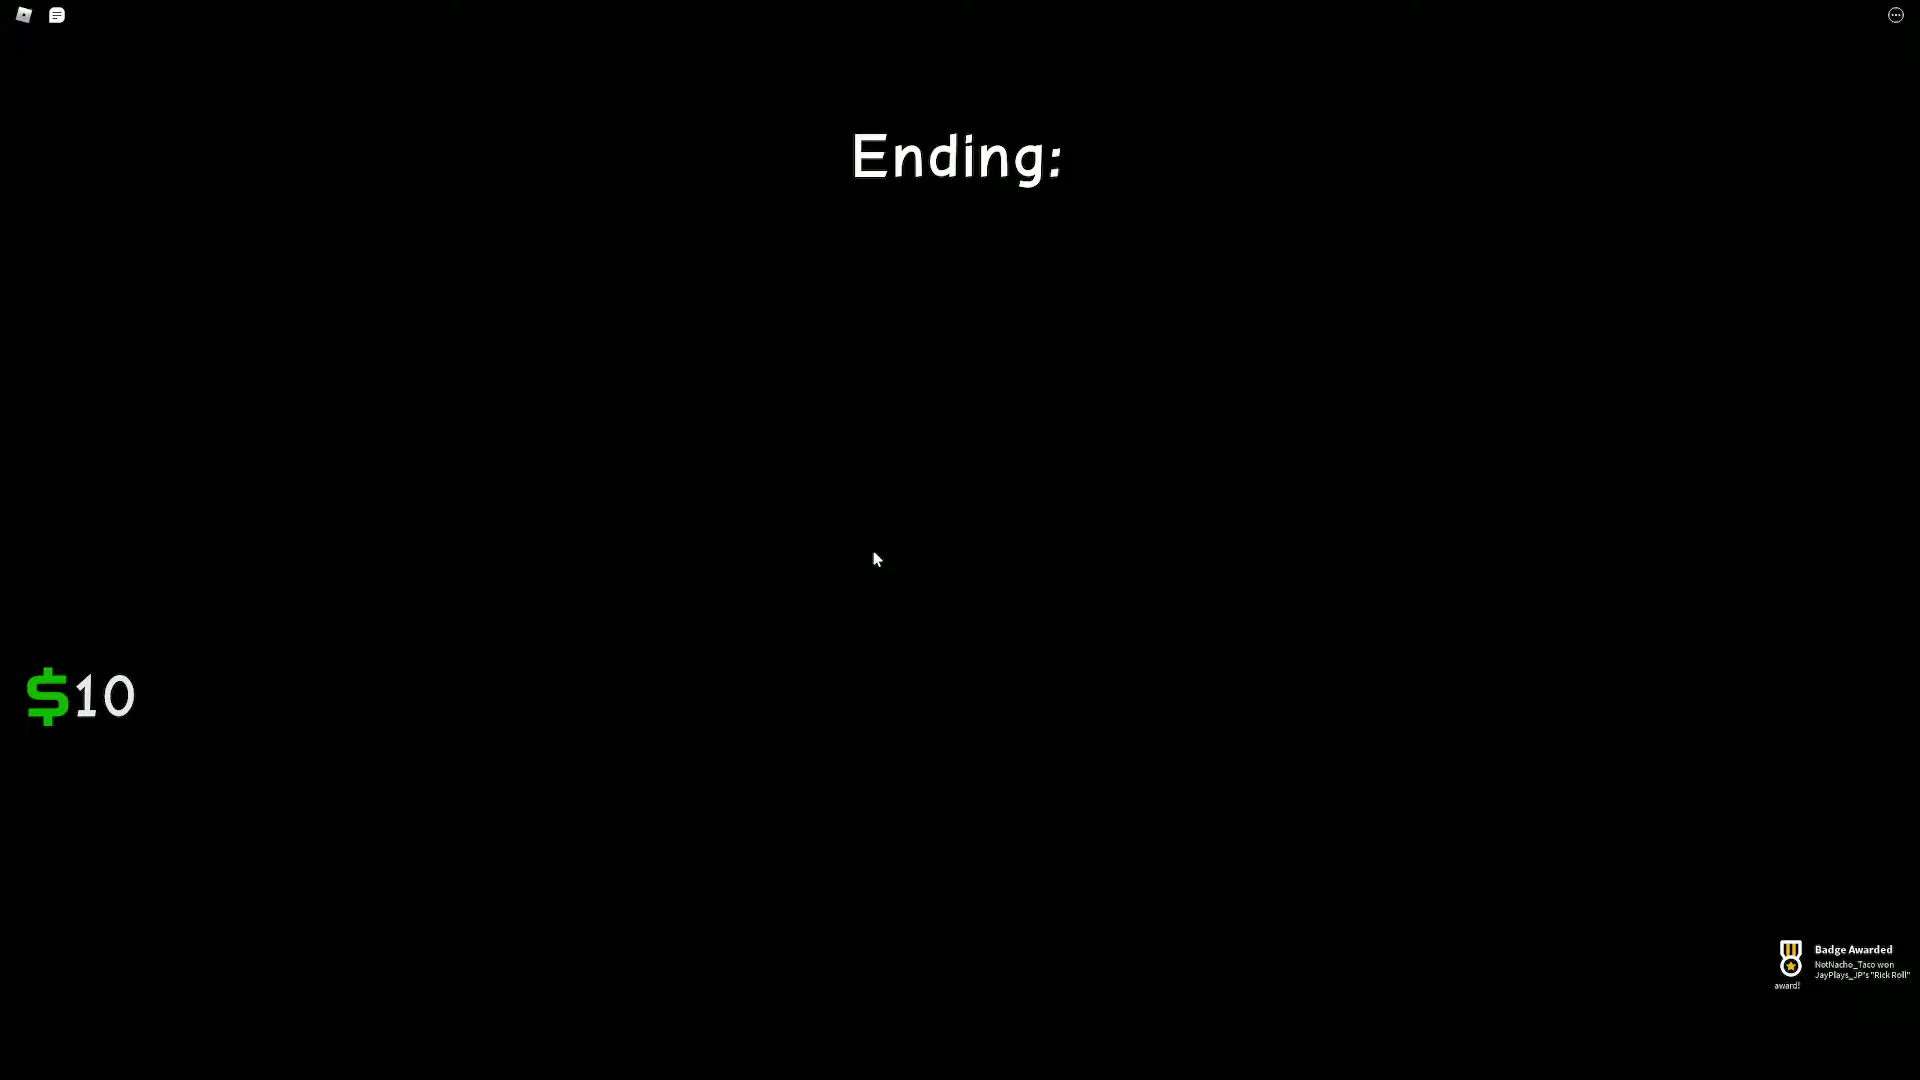 Ending:
$10
Badge Awarded
NotNacho_Taco won
JayPlays_JP's "Rick Roll"
award!